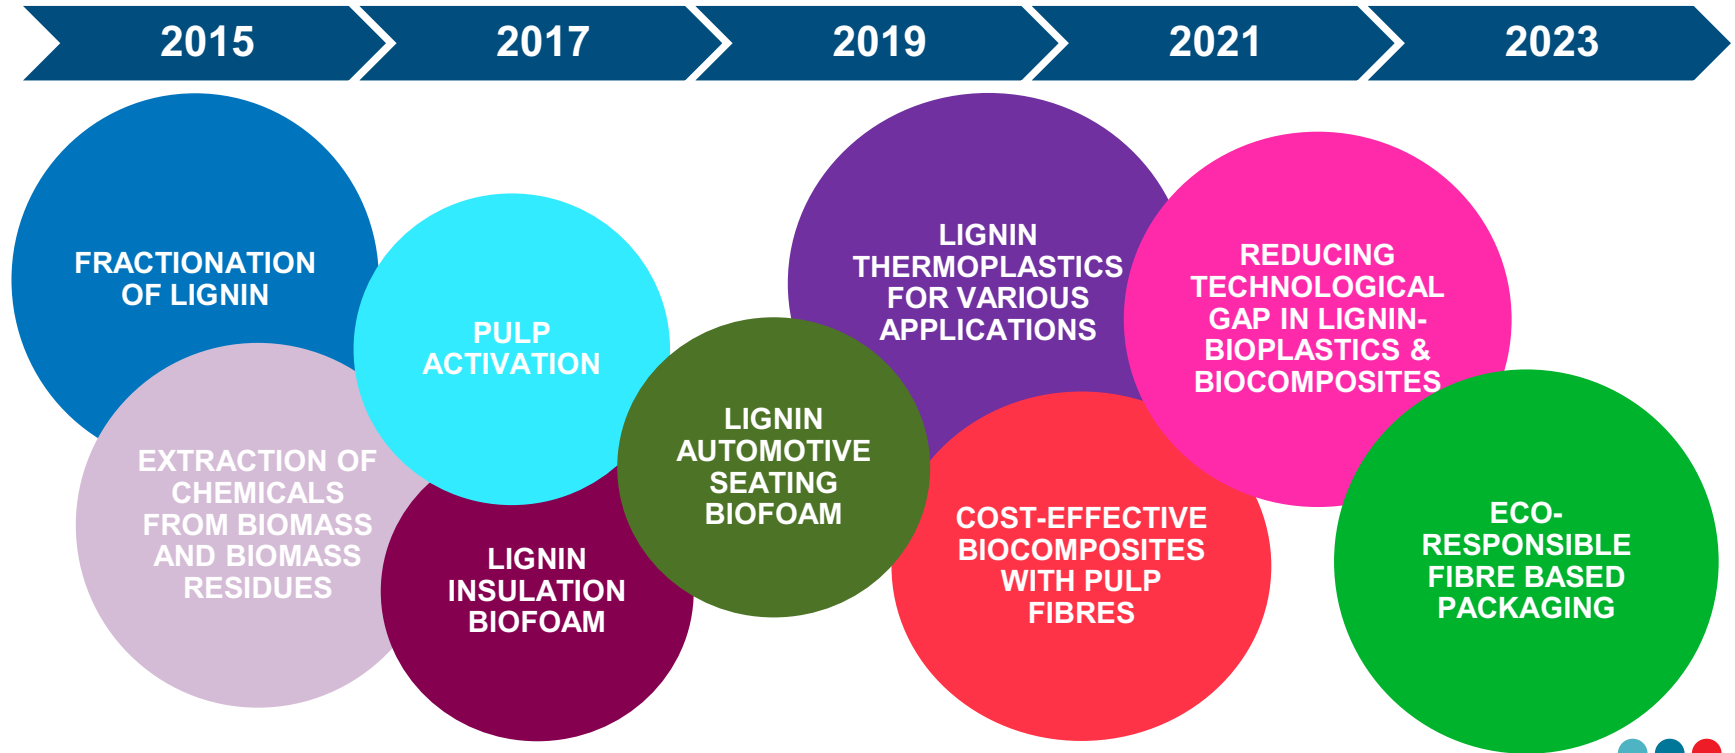 2015
2017
2019
2021
2023
FRACTIONATION
OF LIGNIN
EXTRACTION OF
CHEMICALS
FROM BIOMASS
AND BIOMASS
RESIDUES
PULP
ACTIVATION
LIGNIN
INSULATION
BIOFOAM
LIGNIN
AUTOMOTIVE
SEATING
BIOFOAM
LIGNIN
THERMOPLASTICS
FOR VARIOUS
APPLICATIONS
COST-EFFECTIVE
BIOCOMPOSITES
WITH PULP
FIBRES
REDUCING
TECHNOLOGICAL
GAP IN LIGNIN-
BIOPLASTICS &
BIOCOMPOSITES
ECO-
RESPONSIBLE
FIBRE BASED
PACKAGING